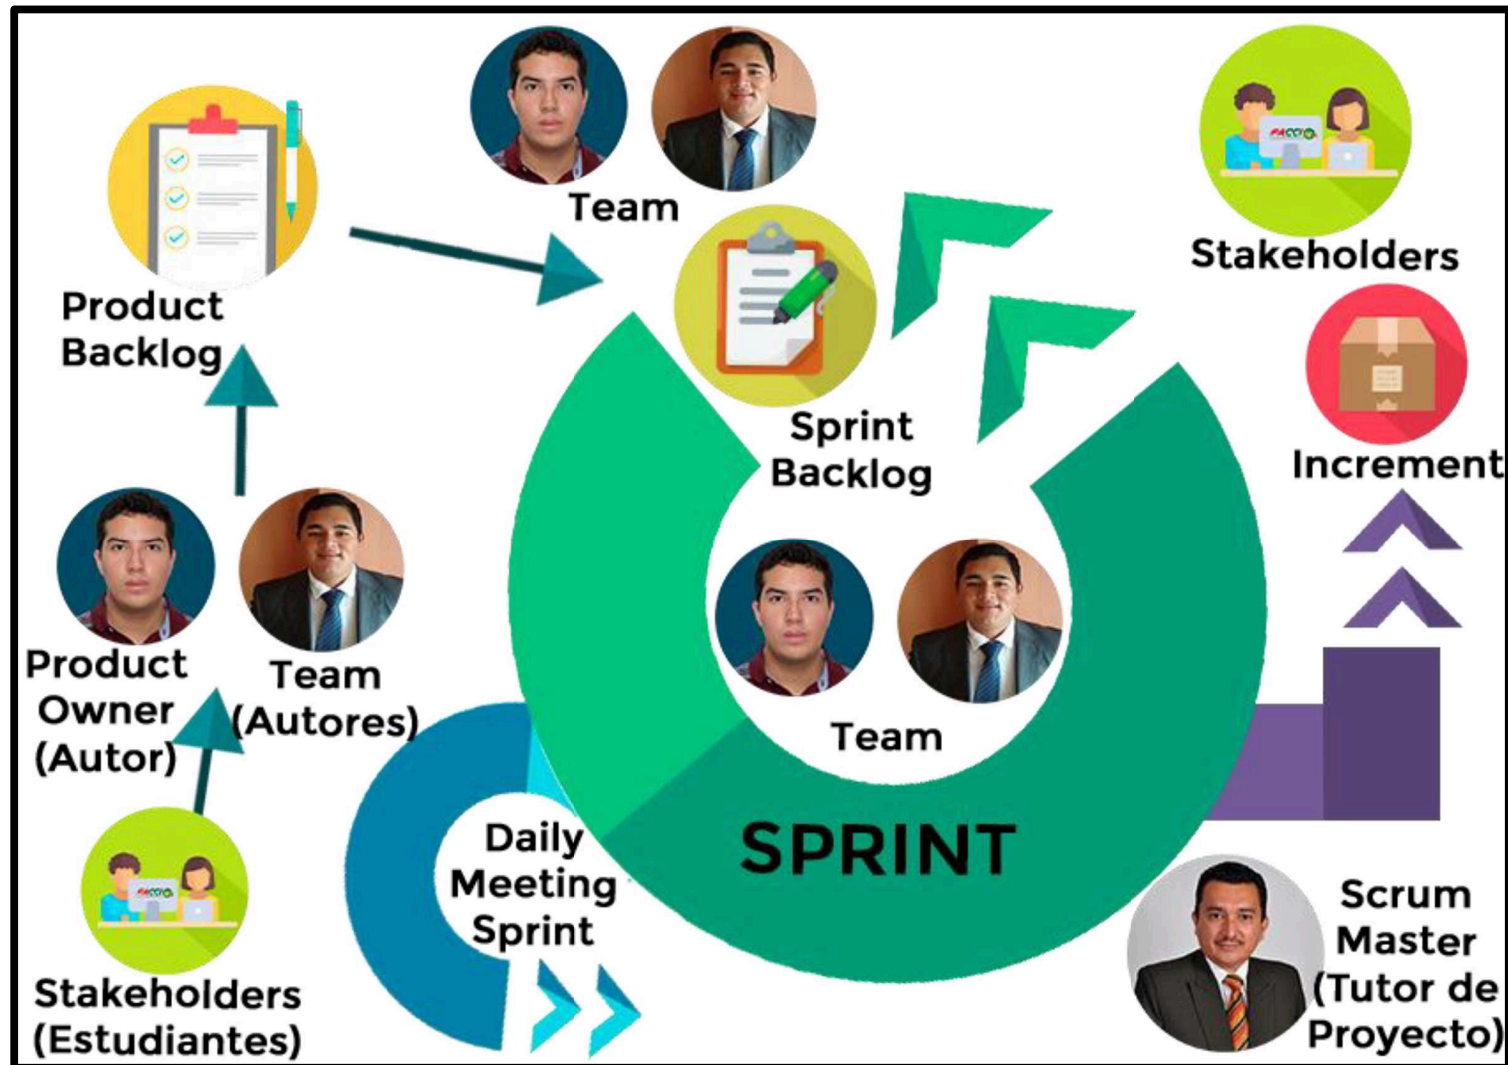 Team
Stakeholders
Product
Backlog
Sprint
Backlog
Increment
Product
Owner
(Autor)
Team
(Autores)
Team
Daily
Meeting
Sprint
SPRINT
Stakeholders
(Estudiantes)
Scrum
Master
(Tutor de
Proyecto)